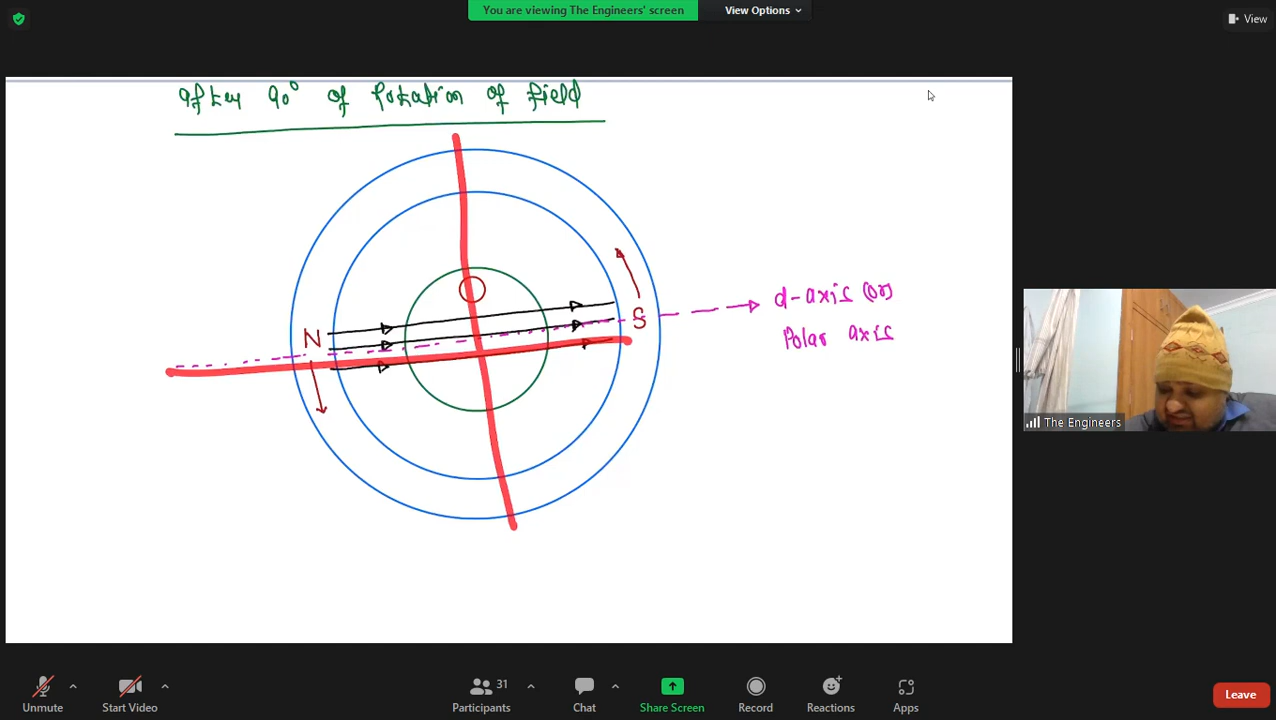 You are viewing The Engineers' screen
View Options
View
after 90° of Rotation of field
N
S
d-axis (or)
Polar axis
The Engineers
Unmute
Start Video
31
Participants
Chat
Share Screen
Record
Reactions
Apps
Leave